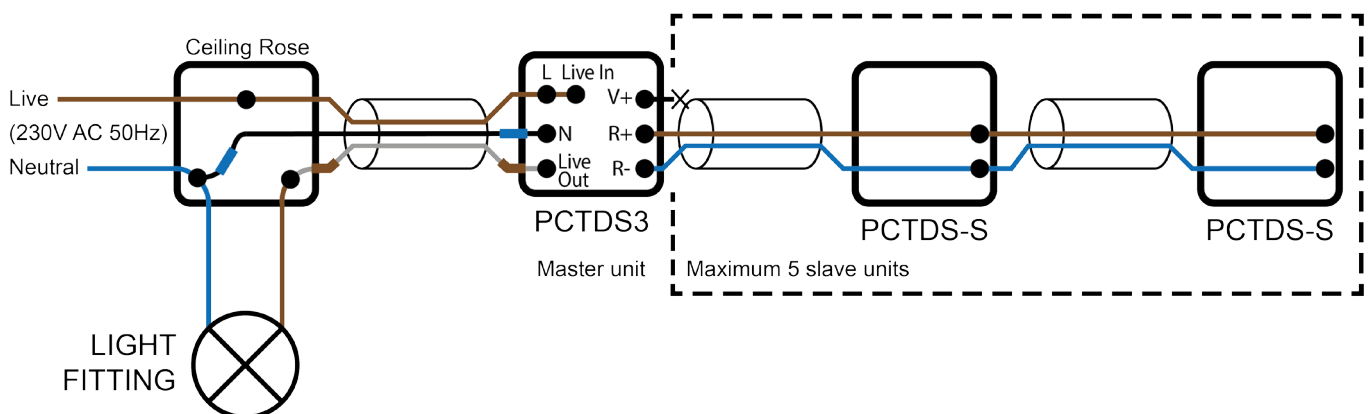 Ceiling Rose
Live
(230V AC 50Hz)
Neutral
L Live In
N
Live
Out
V+
R+
R-
PCTDS3
Master unit
PCTDS-S
PCTDS-S
Maximum 5 slave units
LIGHT
FITTING